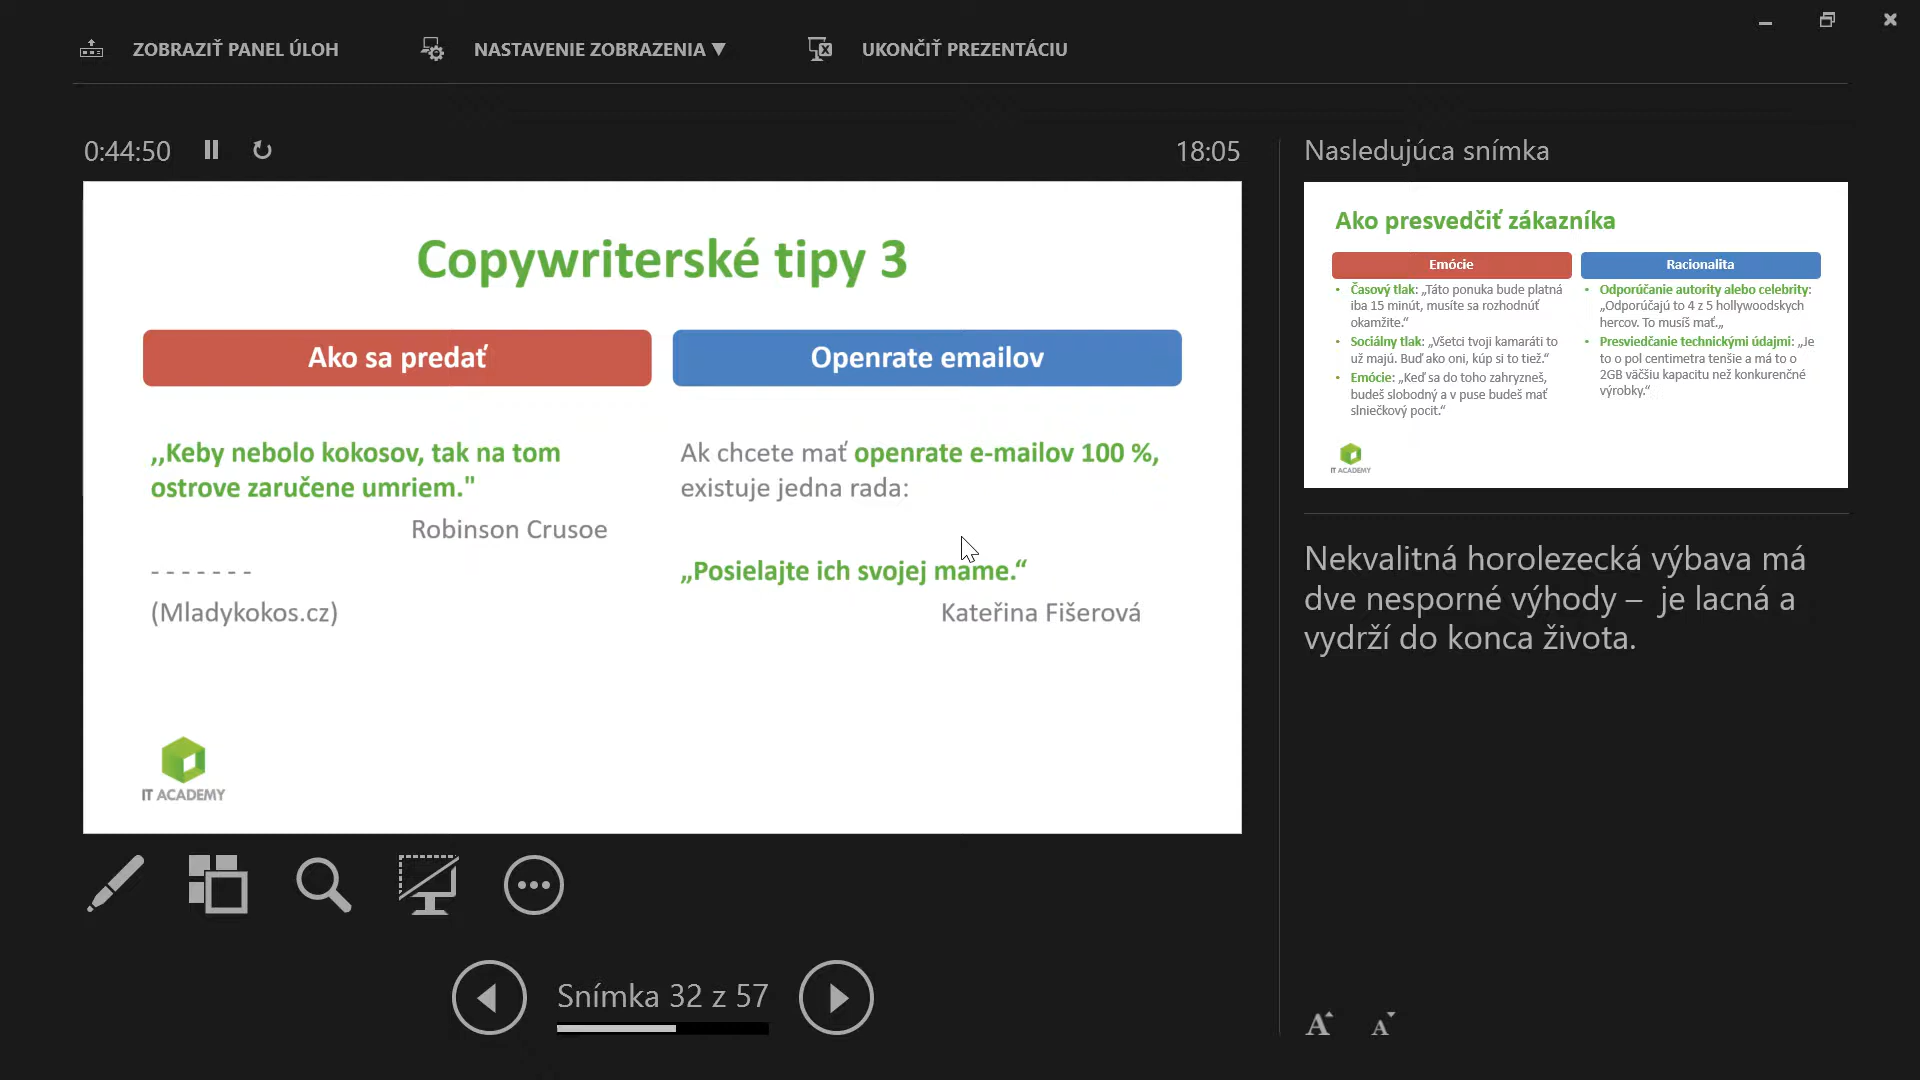 ZOBRAZIŤ PANEL ÚLOH
NASTAVENIE ZOBRAZENIA ▼
UKONČIŤ PREZENTÁCIU
0:44:50
18:05
Copywriterské tipy 3
Ako sa predať
Openrate emailov
,,Keby nebolo kokosov, tak na tom
ostrove zaručene umriem."
Robinson Crusoe
- - - - - - -
(Mladykokos.cz)
Ak chcete mať openrate e-mailov 100 %,
existuje jedna rada:
„Posielajte ich svojej mame.“
Kateřina Fišerová
IT ACADEMY
Snímka 32 z 57
Nasledujúca snímka
Ako presvedčiť zákazníka
Emócie
• Časový tlak: „Táto ponuka bude platná
iba 15 minút, musíte sa rozhodnúť
okamžite.“
• Sociálny tlak: „Všetci tvoji kamaráti to
už majú. Buď ako oni, kúp si to tiež.“
• Emócie: „Keď sa do toho zahryzneš,
budeš slobodný a v puse budeš mať
slniečkový pocit.“
Racionalita
• Odporúčanie autority alebo celebrity:
„Odporúčajú to 4 z 5 hollywoodskych
hercov. To musíš mať.„
• Presviedčanie technickými údajmi: „Je
to o pol centimetra tenšie a má to o
2GB väčšiu kapacitu než konkurenčné
výrobky.“
IT ACADEMY
Nekvalitná horolezecká výbava má
dve nesporné výhody – je lacná a
vydrží do konca života.
A A